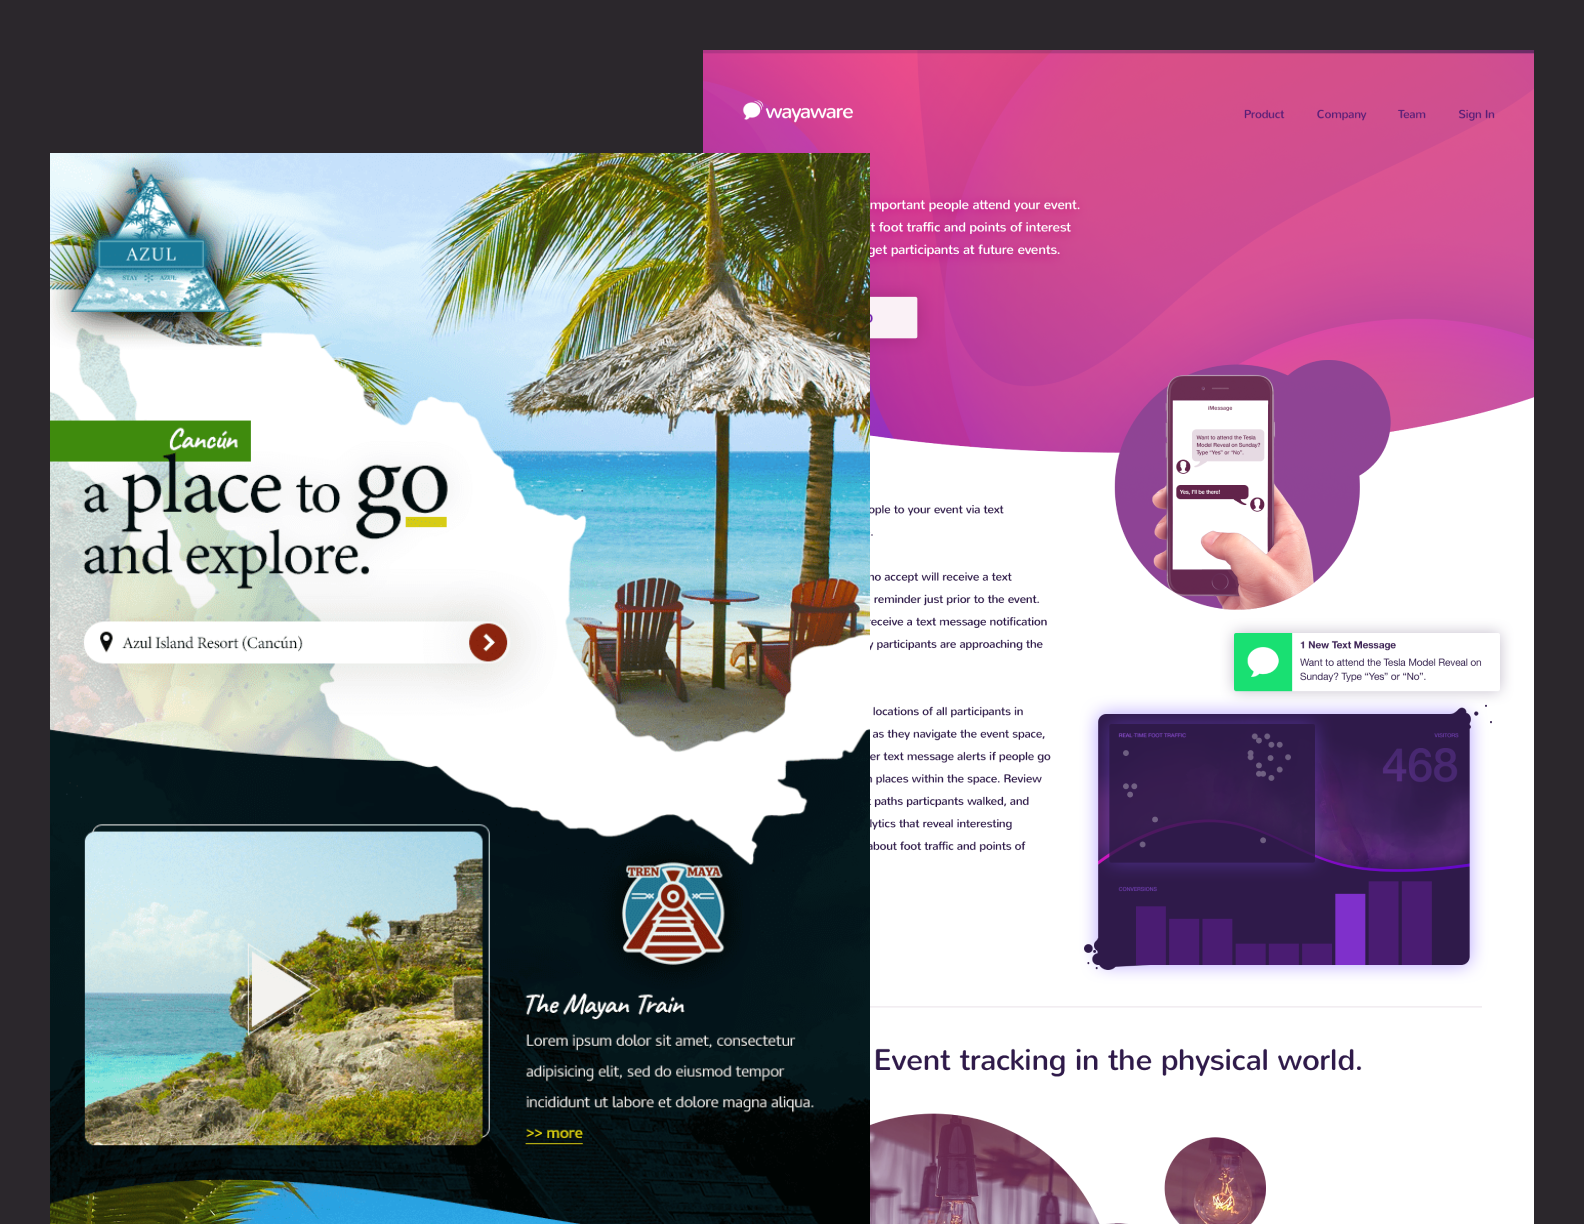 AZUL
STAY AZUL
Cancún
a place to go
and explore.
Azul Island Resort (Cancún)
TREN MAYA
The Mayan Train
Lorem ipsum dolor sit amet, consectetur
adipisicing elit, sed do eiusmod tempor
incididunt ut labore et dolore magna aliqua.
>> more
wayaware
Product Company Team Sign In
mportant people attend your event.
t foot traffic and points of interest
get participants at future events.
iMessage
Want to attend the Tesla
Model Reveal on Sunday?
Type "Yes" or "No".
Yes, I'll be there!
ople to your event via text
.
no accept will receive a text
reminder just prior to the event.
eceive a text message notification
y participants are approaching the
locations of all participants in
as they navigate the event space,
er text message alerts if people go
n places within the space. Review
t paths particpants walked, and
lytics that reveal interesting
about foot traffic and points of
1 New Text Message
Want to attend the Tesla Model Reveal on
Sunday? Type "Yes" or "No".
REAL TIME FOOT TRAFFIC
VISITORS
468
CONVERSIONS
Event tracking in the physical world.